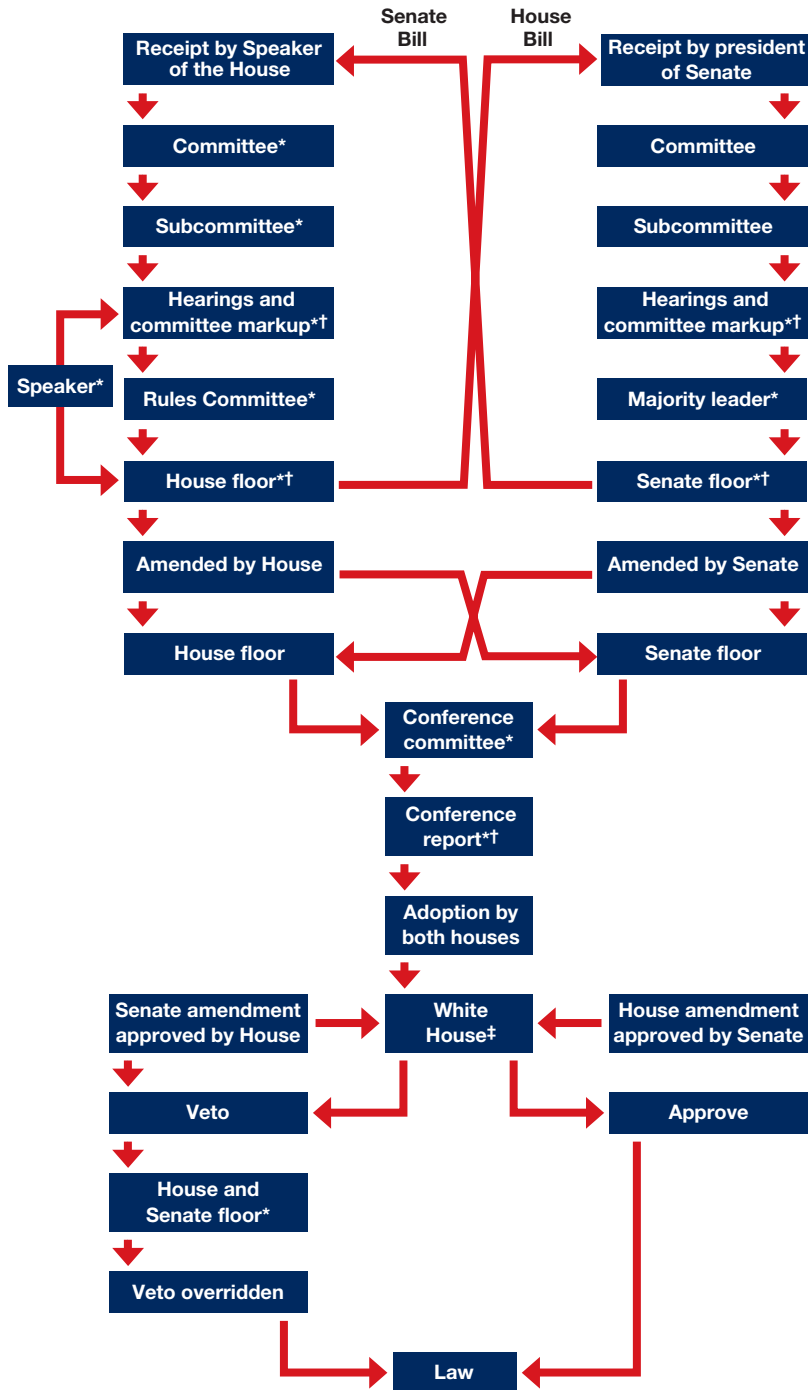 Senate
Bill
House
Bill
Receipt by Speaker
of the House
Receipt by president
of Senate
Committee*
Committee
Subcommittee*
Subcommittee
Hearings and
committee markup*†
Hearings and
committee markup*†
Speaker*
Rules Committee*
Majority leader*
House floor*†
Senate floor*†
Amended by House
Amended by Senate
House floor
Senate floor
Conference
committee*
Conference
report*†
Adoption by
both houses
Senate amendment
approved by House
White
House‡
House amendment
approved by Senate
Veto
Approve
House and
Senate floor*
Veto overridden
Law